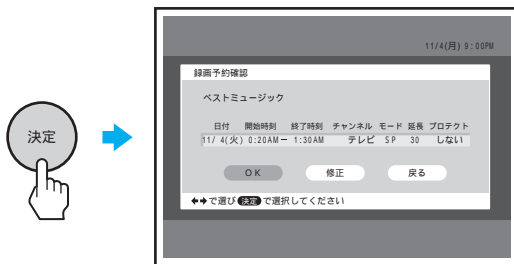 決定
11/4(月) 9:00PM
録画予約確認
ベストミュージック
日付 開始時刻 終了時刻 チャンネル モード 延長 プロテクト
11/ 4(火) 0:20AM ー 1:30AM テレビ SP 30 しない
OK 修正 戻る
で選び 決定 で選択してください